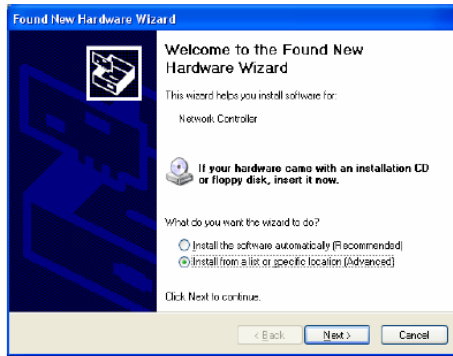 Found New Hardware Wizard
Welcome to the Found New
Hardware Wizard
This wizard helps you install software for:
Network Controller
If your hardware came with an installation CD
or floppy disk, insert it now.
What do you want the wizard to do?
Install the software automatically (Recommended)
Install from a list or specific location (Advanced)
Click Next to continue.
< Back Next > Cancel